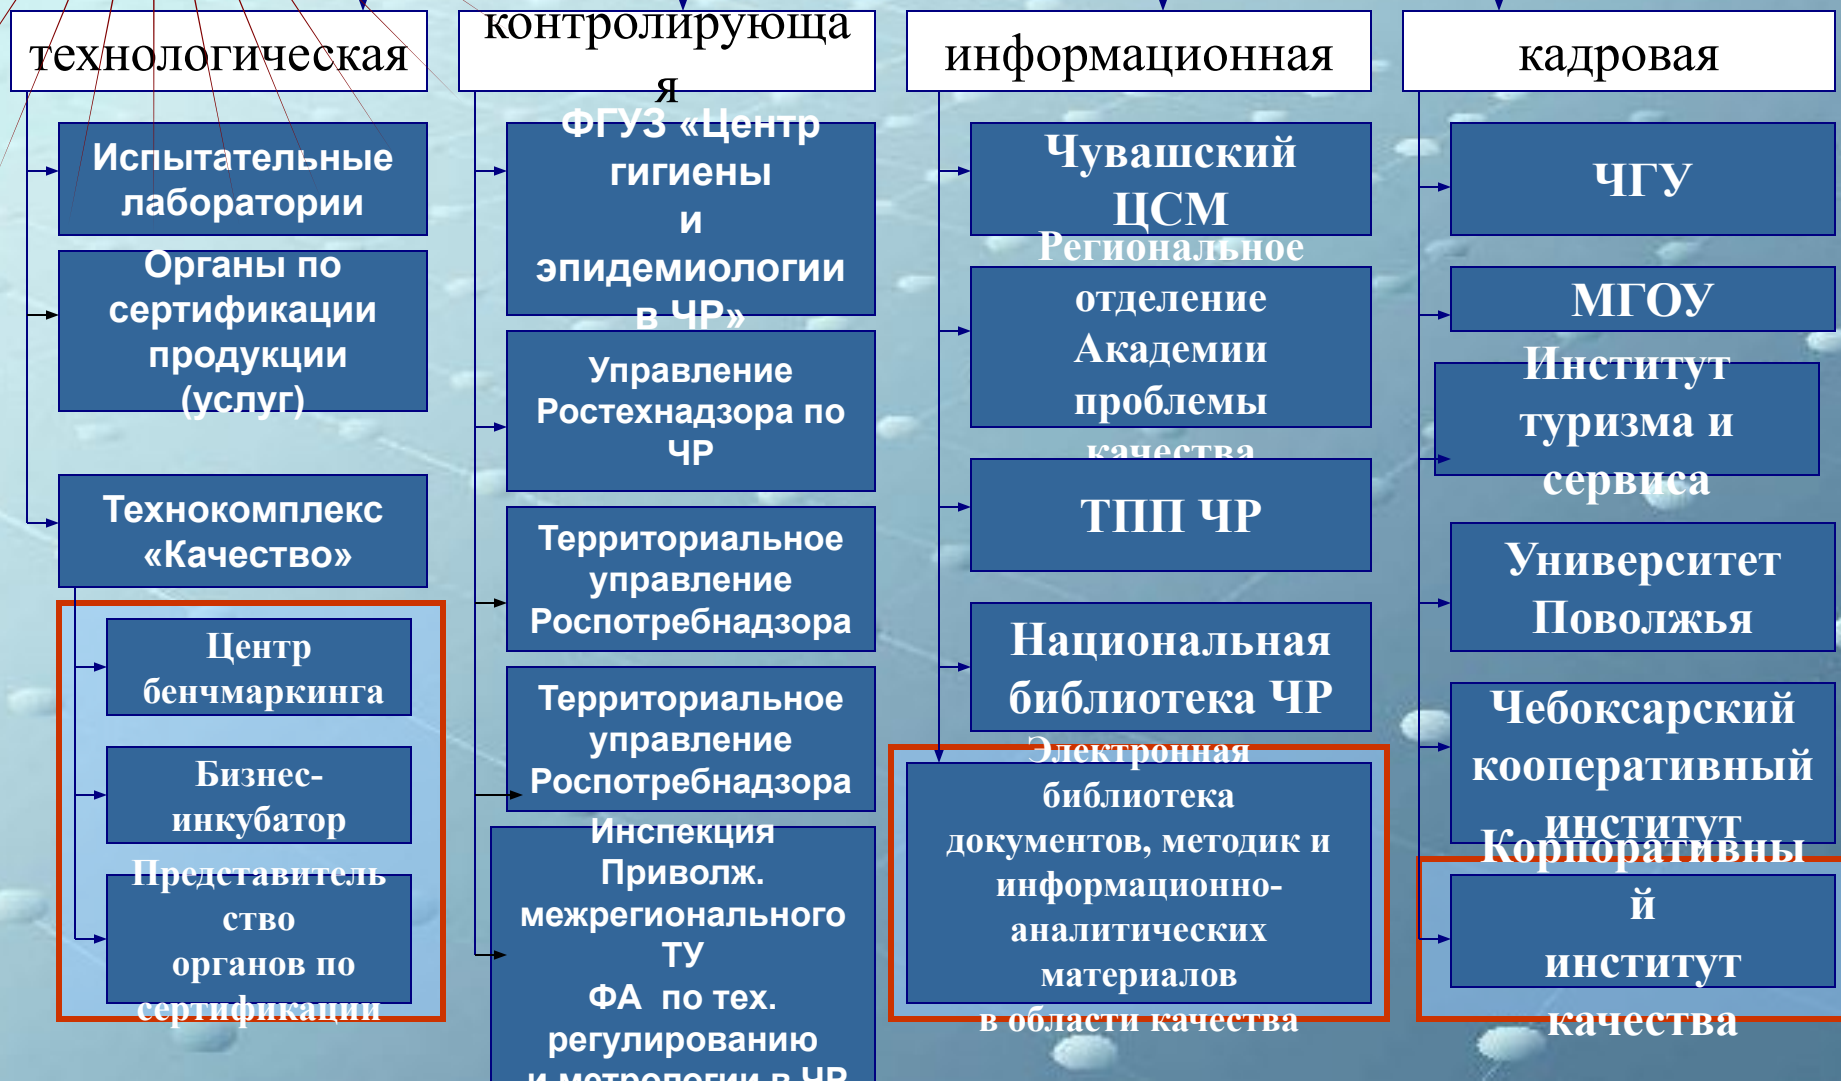 технологическая
Испытательные
лаборатории
Органы по
сертификации
продукции
(услуг)
Технокомплекс
«Качество»
Центр
бенчмаркинга
Бизнес-
инкубатор
Представитель
ство
органов по
сертификации
контролирующа
я
ФГУЗ «Центр
гигиены
и
эпидемиологии
в ЧР»
Управление
Ростехнадзора по
ЧР
Территориальное
управление
Роспотребнадзора
Территориальное
управление
Роспотребнадзора
Инспекция
Приволж.
межрегионального
ТУ
ФА по тех.
регулированию
и метрологии в ЧР
информационная
Чувашский
ЦСМ
Региональное
отделение
Академии
проблемы
качества
ТПП ЧР
Национальная
библиотека ЧР
Электронная
библиотека
документов, методик и
информационно-
аналитических
материалов
в области качества
кадровая
ЧГУ
МГОУ
Институт
туризма и
сервиса
Университет
Поволжья
Чебоксарский
кооперативный
институт
Корпоративны
й
институт
качества